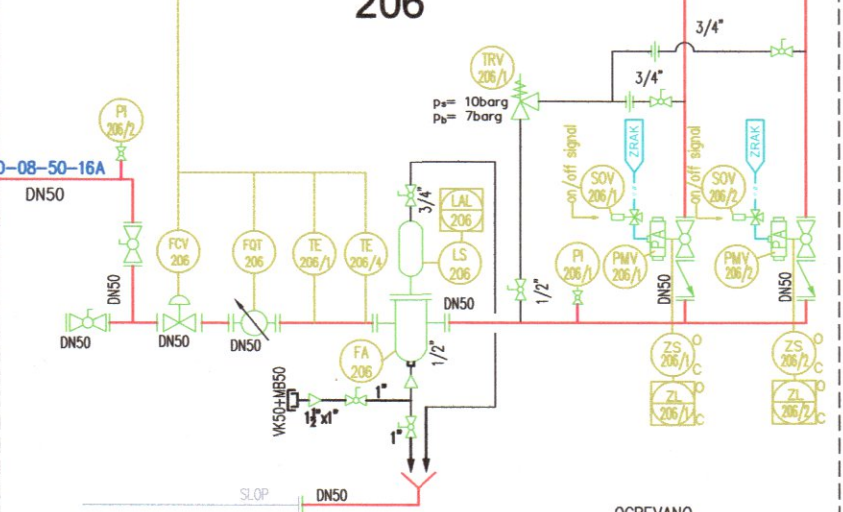 206
3/4"
TRV
206/1
3/4"
ps= 10barg
pb= 7barg
PI
206/2
0-08-50-16A
DN50
on/off signal
ZRAK
on/off signal
ZRAK
SOV
206/1
SOV
206/2
3/4"
LAL
206
FCV
206
FQT
206
TE
206/1
TE
206/4
LS
206
PI
206/1
PMV
206/1
PA
PMV
206/2
PA
DN50
1/2"
DN50
DN50
DN50
DN50
DN50
DN50
FA
206
1/2"
ZS
206/1
O
C
ZS
206/2
O
C
VK50+MB50
1"
1½"x1"
ZL
206/1
O
C
ZL
206/2
O
C
1"
SLOP
DN50
OGREVANO